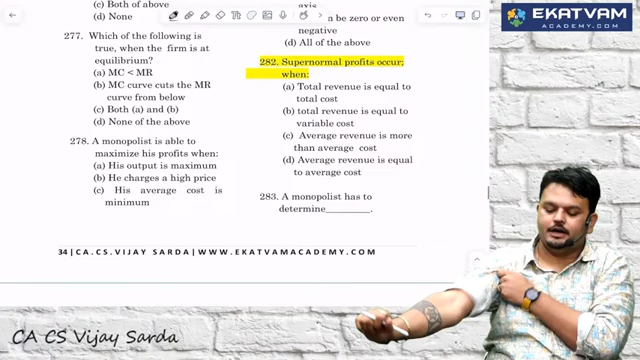 (c) Both of above
(d) None
277. Which of the following is
true, when the firm is at
equilibrium?
(a) MC < MR
(b) MC curve cuts the MR
curve from below
(c) Both (a) and (b)
(d) None of the above
278. A monopolist is able to
maximize his profits when:
(a) His output is maximum
(b) He charges a high price
(c) His average cost is
minimum
axis
n be zero or even
negative
(d) All of the above
282. Supernormal profits occur;
when:
(a) Total revenue is equal to
total cost
(b) total revenue is equal to
variable cost
(c) Average revenue is more
than average cost
(d) Average revenue is equal
to average cost
283. A monopolist has to
determine_________.
34|CA.CS.VIJAY SARDA|WWW.EKATVAMACADEMY.COM
EKATVAM
ACADEMY.COM
CA CS Vijay Sarda